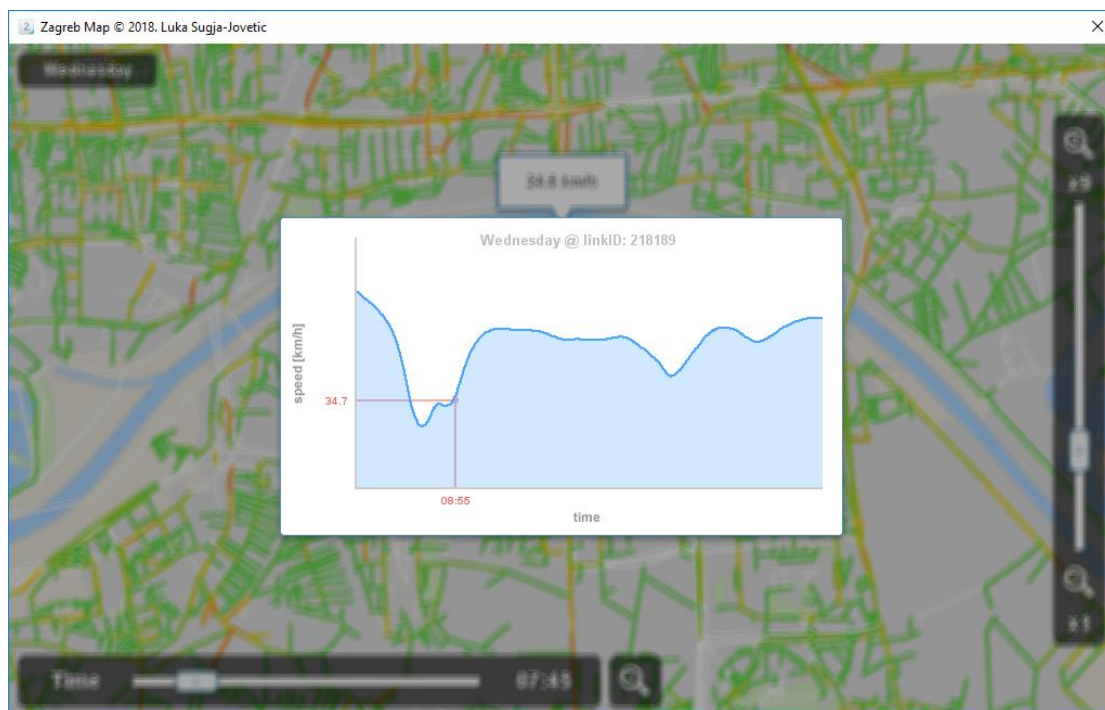 Zagreb Map © 2018. Luka Sugja-Jovetic
Wednesday
34.8 km/h
x9
Wednesday @ linkID: 218189
speed [km/h]
34.7
08:55
time
x1
Time
07:45